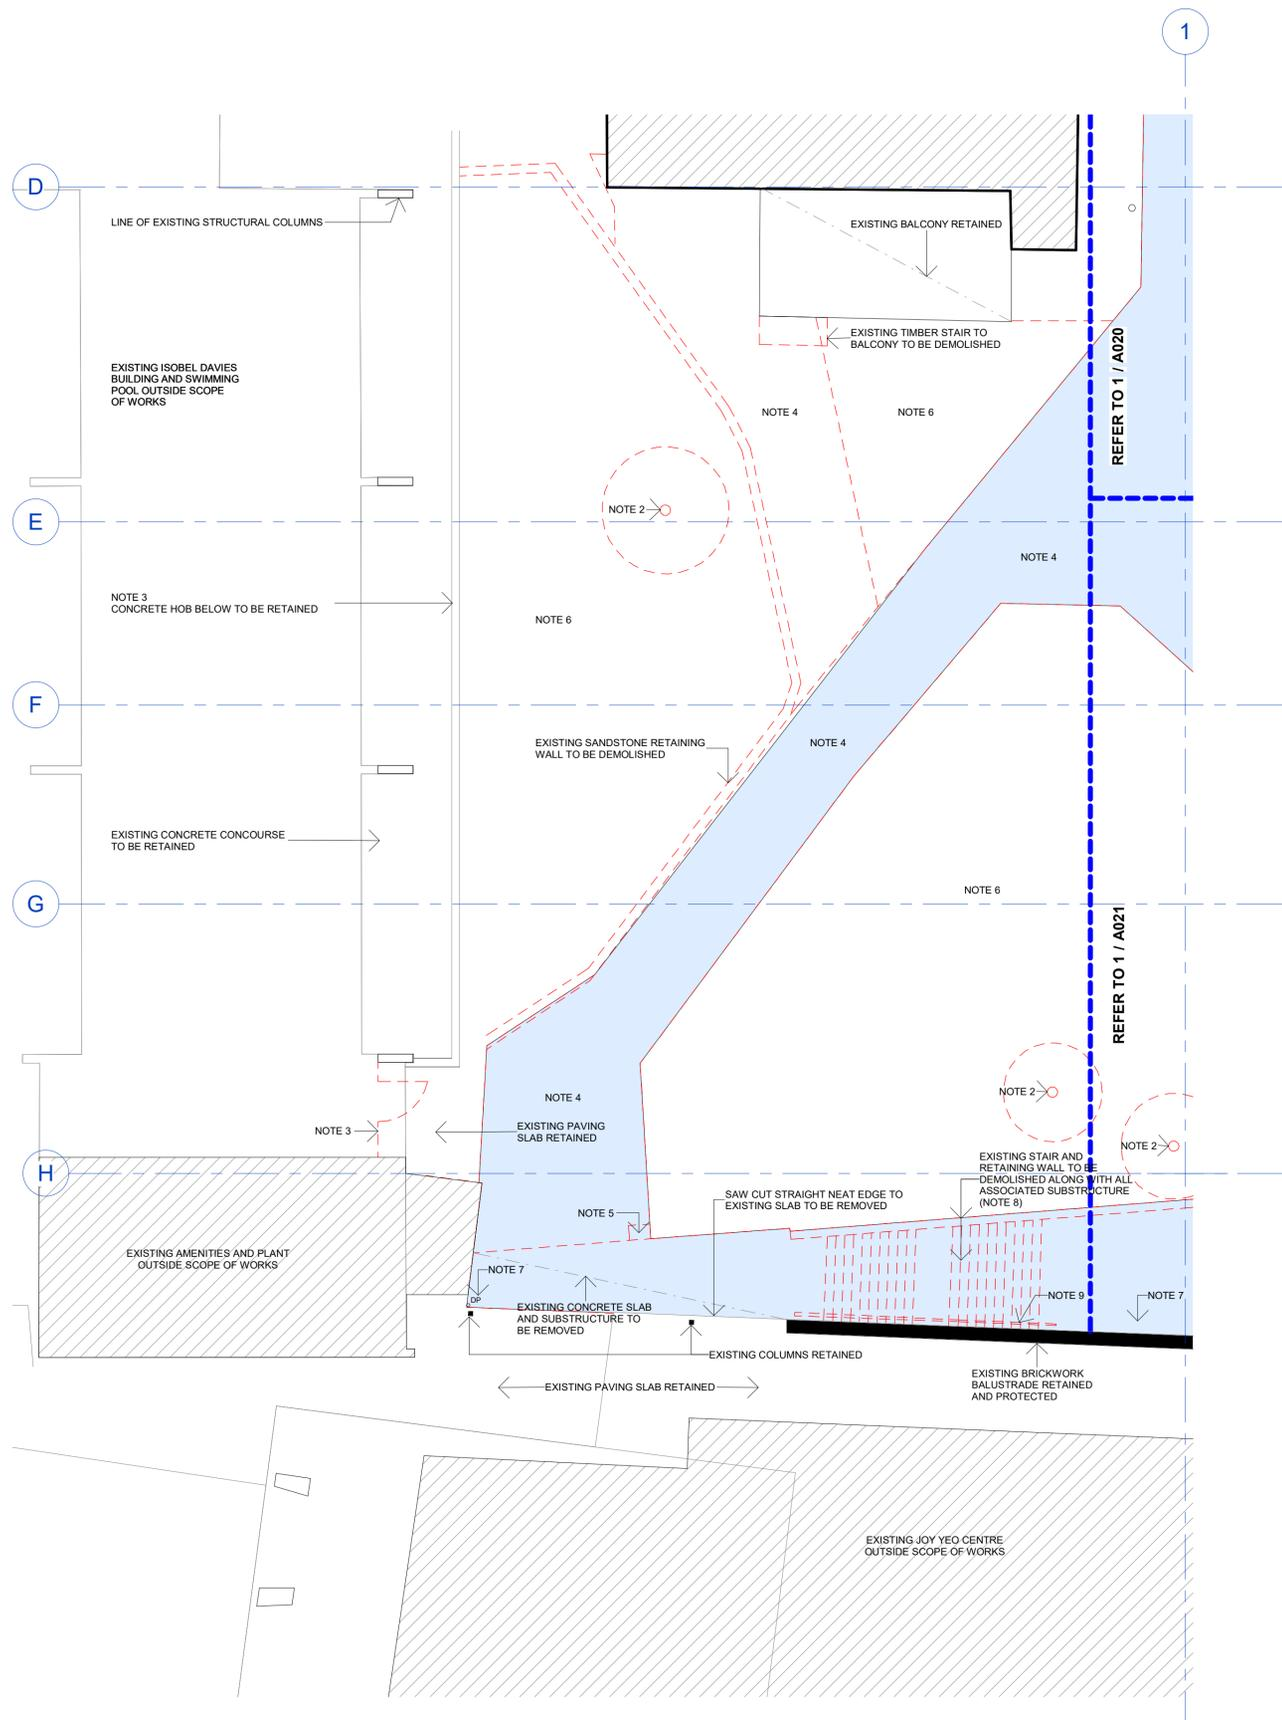 1
D
LINE OF EXISTING STRUCTURAL COLUMNS
EXISTING BALCONY RETAINED
EXISTING TIMBER STAIR TO
BALCONY TO BE DEMOLISHED
REFER TO 1 / A020
EXISTING ISOBEL DAVIES
BUILDING AND SWIMMING
POOL OUTSIDE SCOPE
OF WORKS
NOTE 4
NOTE 6
NOTE 2
E
NOTE 4
NOTE 3
CONCRETE HOB BELOW TO BE RETAINED
NOTE 6
F
EXISTING SANDSTONE RETAINING
WALL TO BE DEMOLISHED
NOTE 4
EXISTING CONCRETE CONCOURSE
TO BE RETAINED
NOTE 6
G
REFER TO 1 / A021
NOTE 2
NOTE 4
NOTE 3
EXISTING PAVING
SLAB RETAINED
NOTE 2
H
EXISTING STAIR AND
RETAINING WALL TO BE
DEMOLISHED ALONG WITH ALL
ASSOCIATED SUBSTRUCTURE
(NOTE 8)
SAW CUT STRAIGHT NEAT EDGE TO
EXISTING SLAB TO BE REMOVED
NOTE 5
EXISTING AMENITIES AND PLANT
OUTSIDE SCOPE OF WORKS
NOTE 7
DP
EXISTING CONCRETE SLAB
AND SUBSTRUCTURE TO
BE REMOVED
NOTE 9
NOTE 7
EXISTING COLUMNS RETAINED
EXISTING PAVING SLAB RETAINED
EXISTING BRICKWORK
BALUSTRADE RETAINED
AND PROTECTED
EXISTING JOY YEO CENTRE
OUTSIDE SCOPE OF WORKS